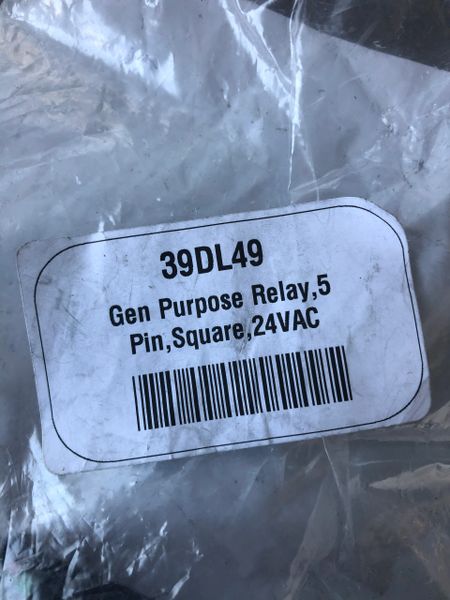 39DL49
Gen Purpose Relay,5
Pin,Square,24VAC